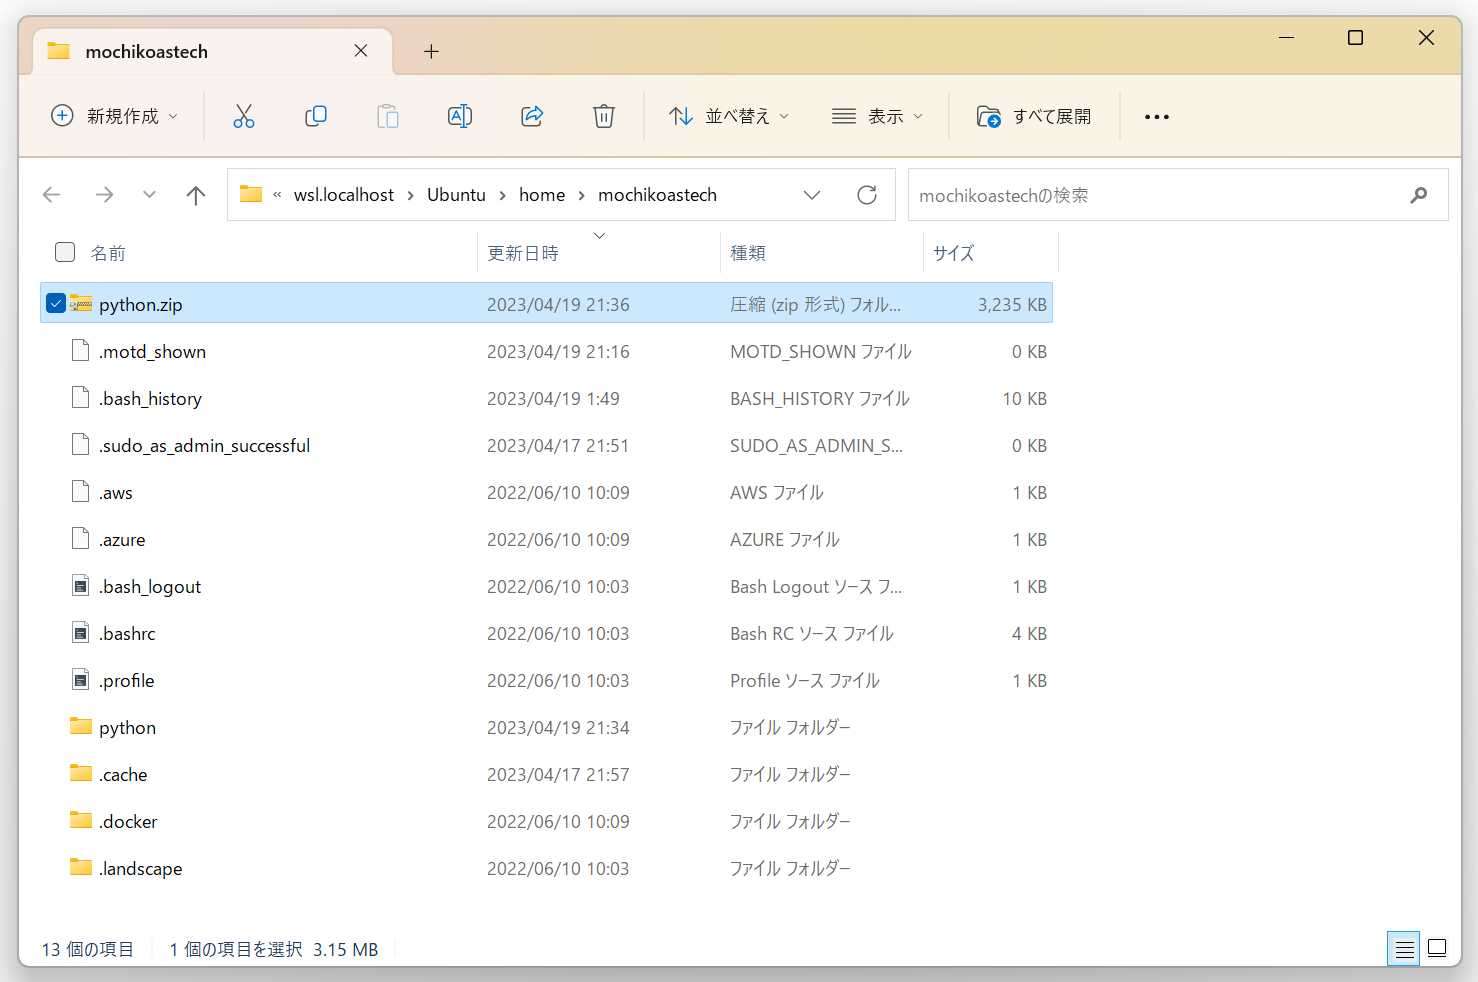 mochikoastech
新規作成
並べ替え 表示 すべて展開
« wsl.localhost > Ubuntu > home > mochikoastech
mochikoastechの検索
名前 更新日時 種類 サイズ
python.zip 2023/04/19 21:36 圧縮 (zip 形式) フォル... 3,235 KB
.motd_shown 2023/04/19 21:16 MOTD_SHOWN ファイル 0 KB
.bash_history 2023/04/19 1:49 BASH_HISTORY ファイル 10 KB
.sudo_as_admin_successful 2023/04/17 21:51 SUDO_AS_ADMIN_S... 0 KB
.aws 2022/06/10 10:09 AWS ファイル 1 KB
.azure 2022/06/10 10:09 AZURE ファイル 1 KB
.bash_logout 2022/06/10 10:03 Bash Logout ソース フ... 1 KB
.bashrc 2022/06/10 10:03 Bash RC ソース ファイル 4 KB
.profile 2022/06/10 10:03 Profile ソース ファイル 1 KB
python 2023/04/19 21:34 ファイル フォルダー
.cache 2023/04/17 21:57 ファイル フォルダー
.docker 2022/06/10 10:09 ファイル フォルダー
.landscape 2022/06/10 10:03 ファイル フォルダー
13 個の項目 1 個の項目を選択 3.15 MB